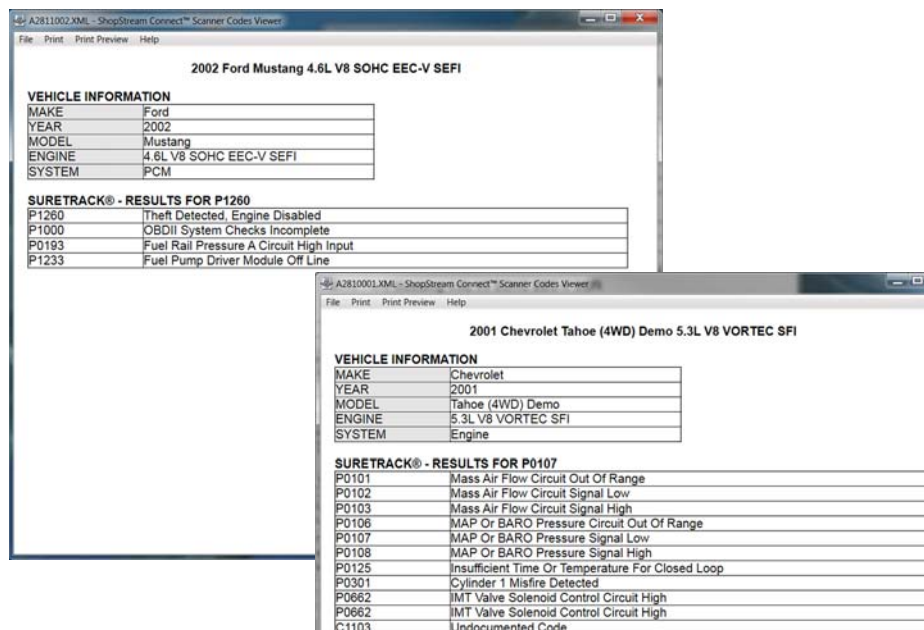 A2811002.XML - ShopStream Connect™ Scanner Codes Viewer
File Print Print Preview Help
2002 Ford Mustang 4.6L V8 SOHC EEC-V SEFI
VEHICLE INFORMATION
MAKE Ford
YEAR 2002
MODEL Mustang
ENGINE 4.6L V8 SOHC EEC-V SEFI
SYSTEM PCM
SURETRACK® - RESULTS FOR P1260
P1260 Theft Detected, Engine Disabled
P1000 OBDII System Checks Incomplete
P0193 Fuel Rail Pressure A Circuit High Input
P1233 Fuel Pump Driver Module Off Line
A2810001.XML - ShopStream Connect™ Scanner Codes Viewer
File Print Print Preview Help
2001 Chevrolet Tahoe (4WD) Demo 5.3L V8 VORTEC SFI
VEHICLE INFORMATION
MAKE Chevrolet
YEAR 2001
MODEL Tahoe (4WD) Demo
ENGINE 5.3L V8 VORTEC SFI
SYSTEM Engine
SURETRACK® - RESULTS FOR P0107
P0101 Mass Air Flow Circuit Out Of Range
P0102 Mass Air Flow Circuit Signal Low
P0103 Mass Air Flow Circuit Signal High
P0106 MAP Or BARO Pressure Circuit Out Of Range
P0107 MAP Or BARO Pressure Signal Low
P0108 MAP Or BARO Pressure Signal High
P0125 Insufficient Time Or Temperature For Closed Loop
P0301 Cylinder 1 Misfire Detected
P0662 IMT Valve Solenoid Control Circuit High
P0662 IMT Valve Solenoid Control Circuit High
C1103 Undocumented Code